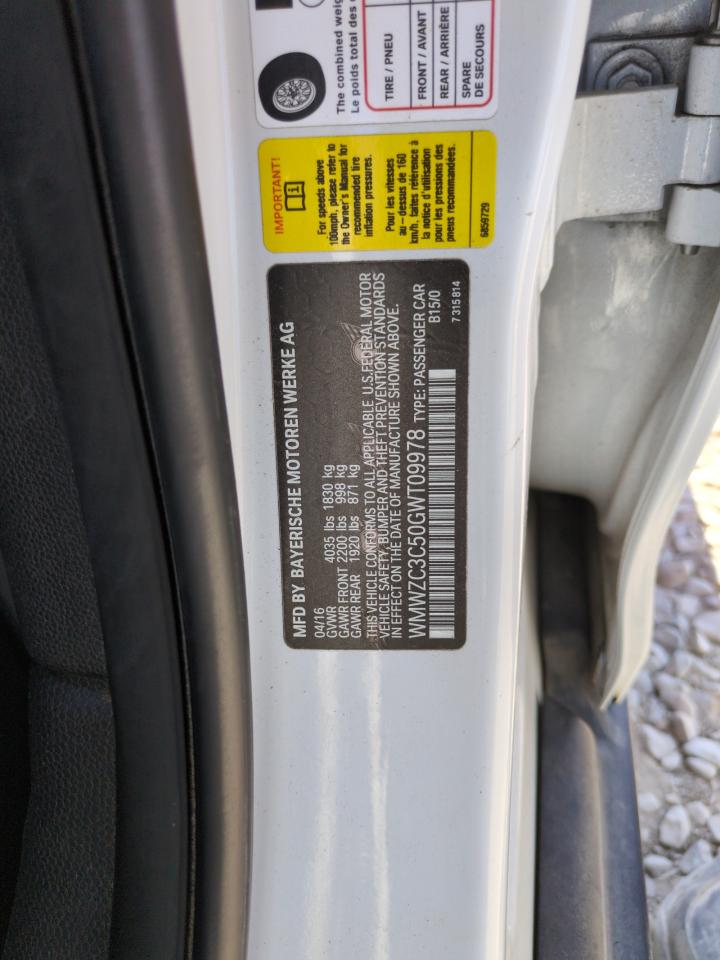 MFD BY BAYERISCHE MOTOREN WERKE AG
04/16
GVWR 4035 lbs 1830 kg
GAWR FRONT 2200 lbs 998 kg
GAWR REAR 1920 lbs 871 kg
THIS VEHICLE CONFORMS TO ALL APPLICABLE U.S.FEDERAL MOTOR
VEHICLE SAFETY, BUMPER AND THEFT PREVENTION STANDARDS
IN EFFECT ON THE DATE OF MANUFACTURE SHOWN ABOVE.
WMWZC3C50GWT09978 TYPE: PASSENGER CAR
B15/0
7 315 814
IMPORTANT!
For speeds above
100mph, please refer to
the Owner's Manual for
recommended tire
inflation pressures.
Pour les vitesses
au-dessus de 160
km/h, faites référence à
la notice d'utilisation
pour les pressions des
pneus recommandées.
6859729
The combined
Le poids total des
TIRE / PNEU
FRONT / AVANT
REAR / ARRIÈRE
SPARE
DE SECOURS